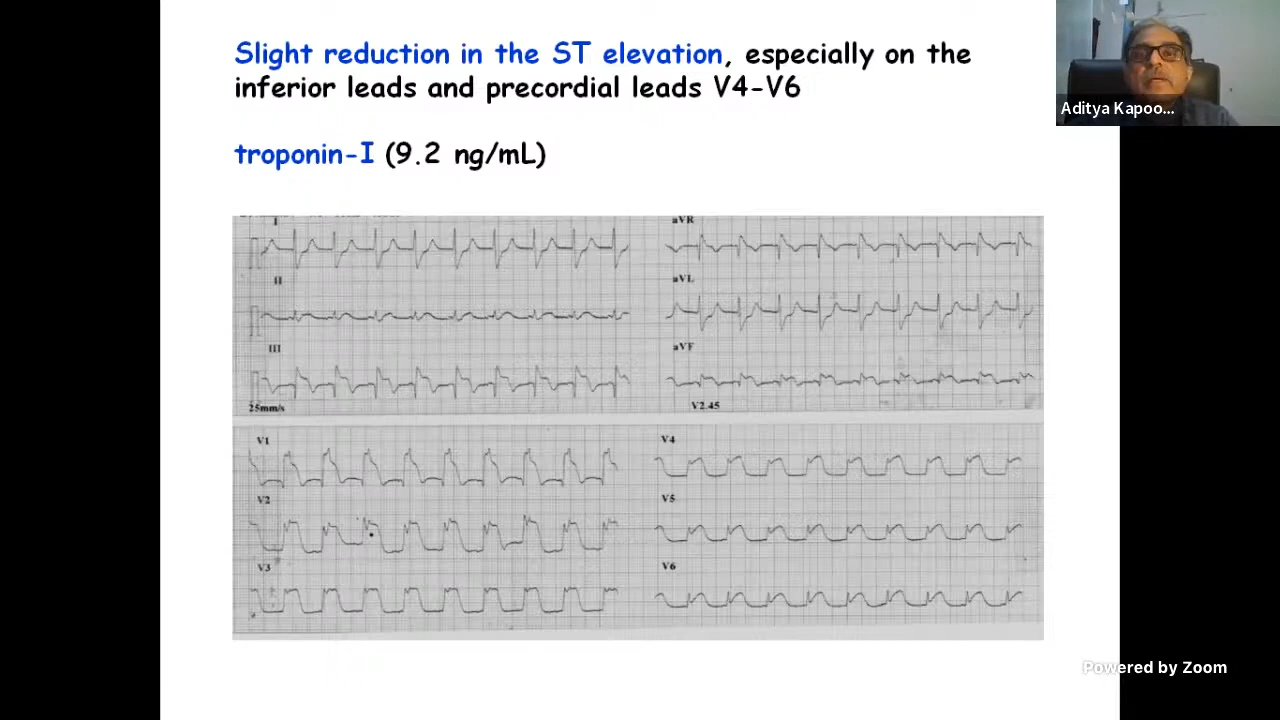 Slight reduction in the ST elevation, especially on the
inferior leads and precordial leads V4-V6
troponin-I (9.2 ng/mL)
Aditya Kapoo...
I
aVR
II
aVL
III
aVF
25mm/s
V2.45
V1
V4
V2
V5
V3
V6
Powered by Zoom